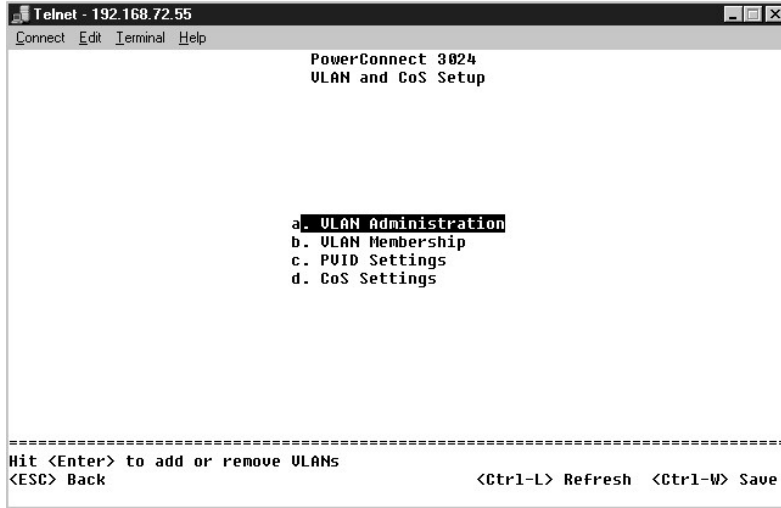 Telnet - 192.168.72.55
Connect Edit Terminal Help
PowerConnect 3024
VLAN and CoS Setup
a. VLAN Administration
b. VLAN Membership
c. PVID Settings
d. CoS Settings
================================================================================
Hit <Enter> to add or remove VLANs
<ESC> Back <Ctrl-L> Refresh <Ctrl-W> Save